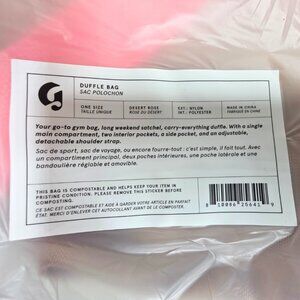 G
DUFFLE BAG
SAC POLOCHON
ONE SIZE
TAILLE UNIQUE
DESERT ROSE
ROSE DU DÉSERT
EXT: NYLON
INT: POLYESTER
MADE IN CHINA
FABRIQUÉ EN CHINE
Your go-to gym bag, long weekend satchel, carry-everything duffle. With a single
main compartment, two interior pockets, a side pocket, and an adjustable,
detachable shoulder strap.
Sac de sport, sac de voyage, ou encore fourre-tout : c'est simple, il fait tout. Avec
un compartiment principal, deux poches intérieures, une poche latérale et une
bandoulière réglable et amovible.
THIS BAG IS COMPOSTABLE AND HELPS KEEP YOUR ITEM IN
PRISTINE CONDITION. PLEASE REMOVE THIS STICKER BEFORE
COMPOSTING.
CE SAC EST COMPOSTABLE ET AIDE À GARDER VOTRE ARTICLE EN PARFAIT
ÉTAT. MERCI D'ENLEVER CET AUTOCOLLANT AVANT DE LE COMPOSTER.